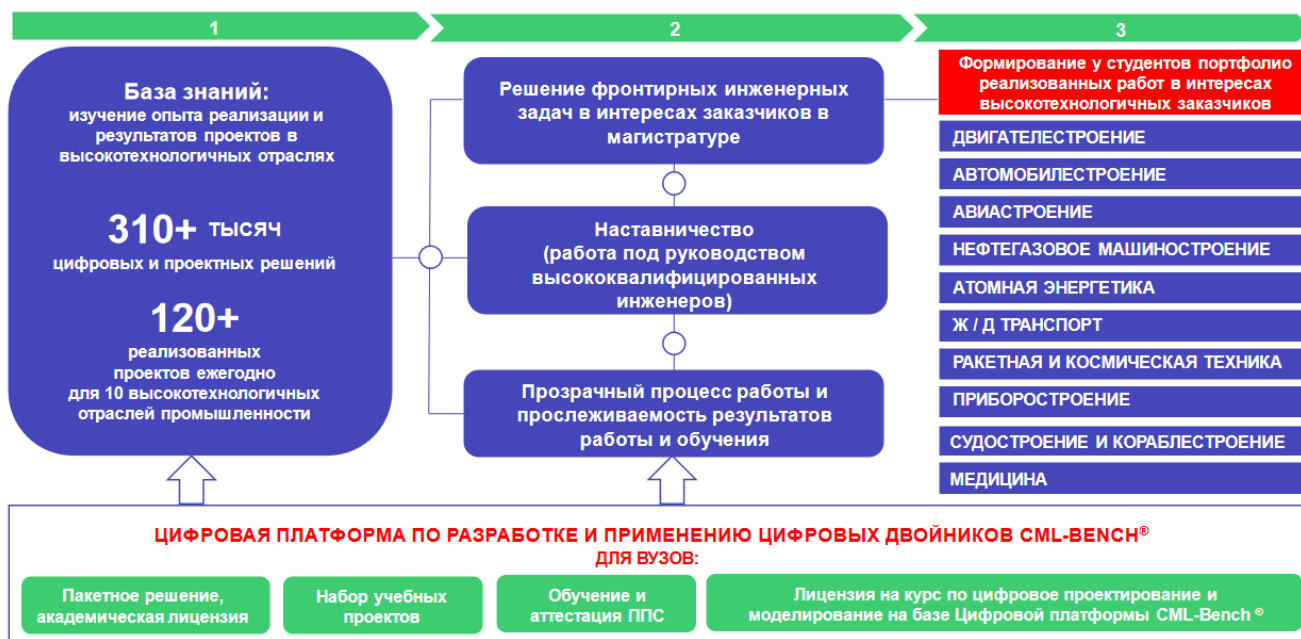 1
2
3
База знаний:
изучение опыта реализации и
результатов проектов в
высокотехнологичных отраслях
310+ ТЫСЯЧ
цифровых и проектных решений
120+
реализованных
проектов ежегодно
для 10 высокотехнологичных
отраслей промышленности
Решение фронтирных инженерных
задач в интересах заказчиков в
магистратуре
Наставничество
(работа под руководством
высококвалифицированных
инженеров)
Прозрачный процесс работы и
прослеживаемость результатов
работы и обучения
Формирование у студентов портфолио
реализованных работ в интересах
высокотехнологичных заказчиков
ДВИГАТЕЛЕСТРОЕНИЕ
АВТОМОБИЛЕСТРОЕНИЕ
АВИАСТРОЕНИЕ
НЕФТЕГАЗОВОЕ МАШИНОСТРОЕНИЕ
АТОМНАЯ ЭНЕРГЕТИКА
Ж / Д ТРАНСПОРТ
РАКЕТНАЯ И КОСМИЧЕСКАЯ ТЕХНИКА
ПРИБОРОСТРОЕНИЕ
СУДОСТРОЕНИЕ И КОРАБЛЕСТРОЕНИЕ
МЕДИЦИНА
ЦИФРОВАЯ ПЛАТФОРМА ПО РАЗРАБОТКЕ И ПРИМЕНЕНИЮ ЦИФРОВЫХ ДВОЙНИКОВ CML-BENCH®
ДЛЯ ВУЗОВ:
Пакетное решение,
академическая лицензия
Набор учебных
проектов
Обучение и
аттестация ППС
Лицензия на курс по цифровое проектирование и
моделирование на базе Цифровой платформы CML-Bench ®